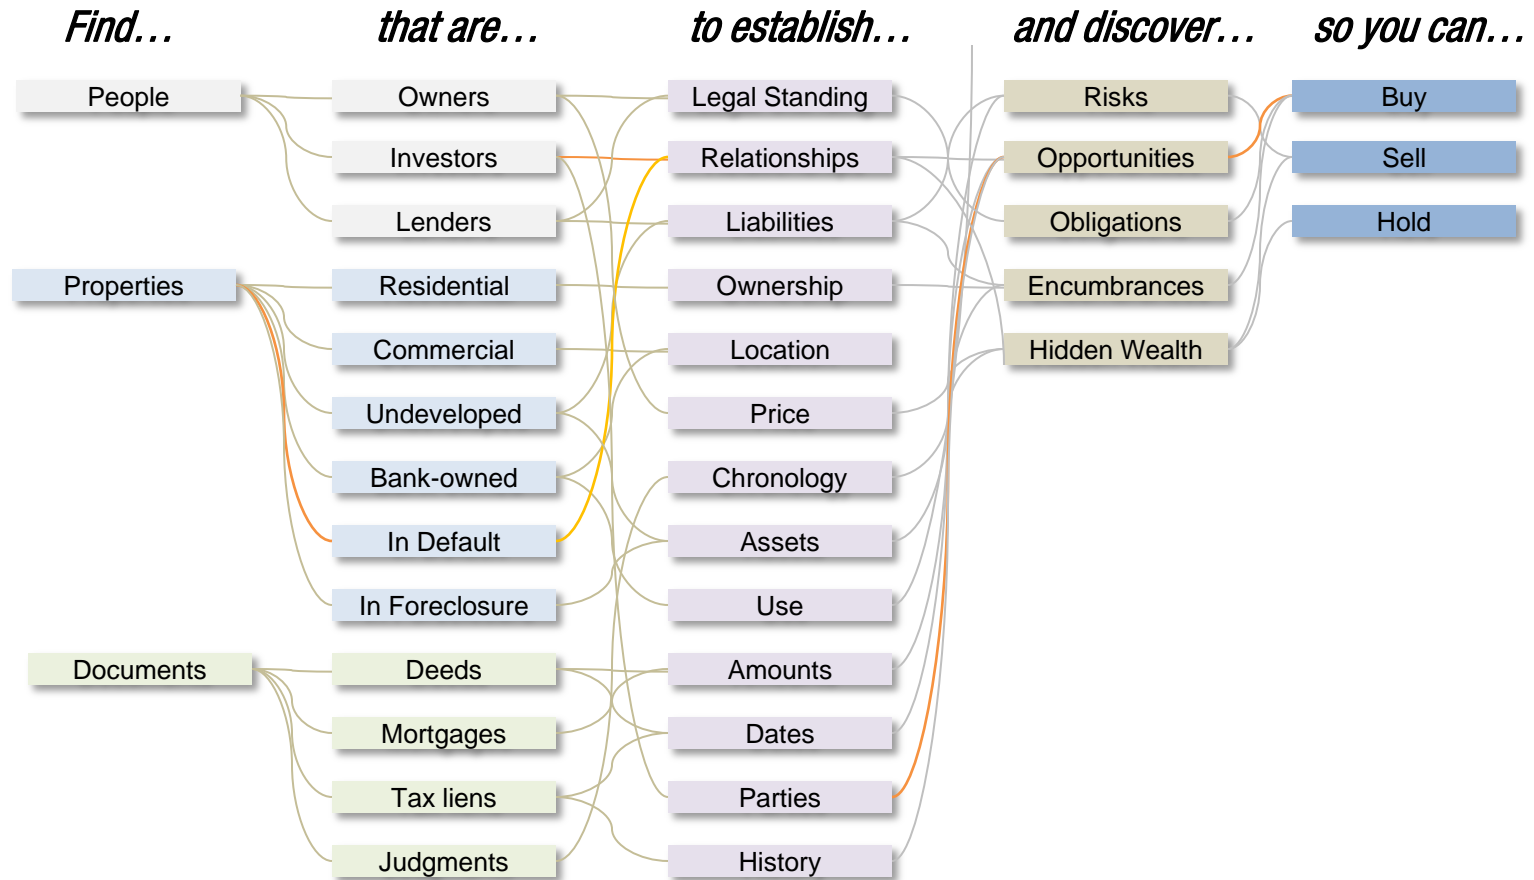 Find… that are… to establish… and discover… so you can…
People Owners Legal Standing Risks Buy
Investors Relationships Opportunities Sell
Lenders Liabilities Obligations Hold
Properties Residential Ownership Encumbrances
Commercial Location Hidden Wealth
Undeveloped Price
Bank-owned Chronology
In Default Assets
In Foreclosure Use
Documents Deeds Amounts
Mortgages Dates
Tax liens Parties
Judgments History